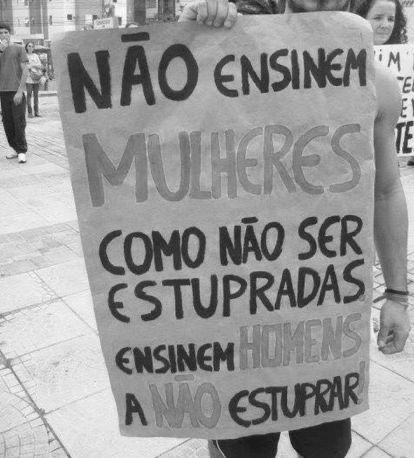 NÃO ENSINEM
MULHERES
COMO NÃO SER
ESTUPRADAS
ENSINEM HOMENS
A NÃO ESTUPRAR!